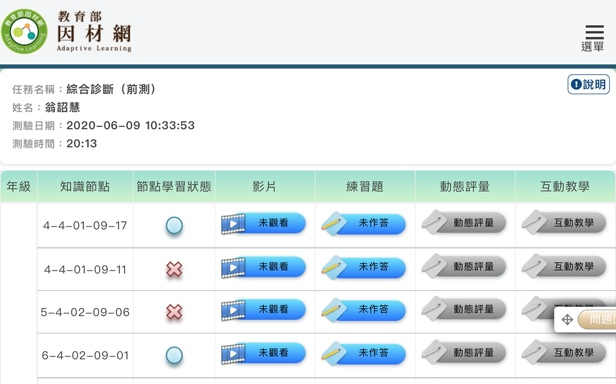 教育部
因材網
Adaptive Learning
選單
任務名稱：綜合診斷（前測）
說明
姓名：翁詔慧
測驗日期：2020-06-09 10:33:53
測驗時間：20:13
年級 知識節點 節點學習狀態 影片 練習題 動態評量 互動教學
4-4-01-09-17 未觀看 未作答 動態評量 互動教學
4-4-01-09-11 未觀看 未作答 動態評量 互動教學
5-4-02-09-06 未觀看 未作答 動態評量 互動教學
問題
6-4-02-09-01 未觀看 未作答 動態評量 互動教學